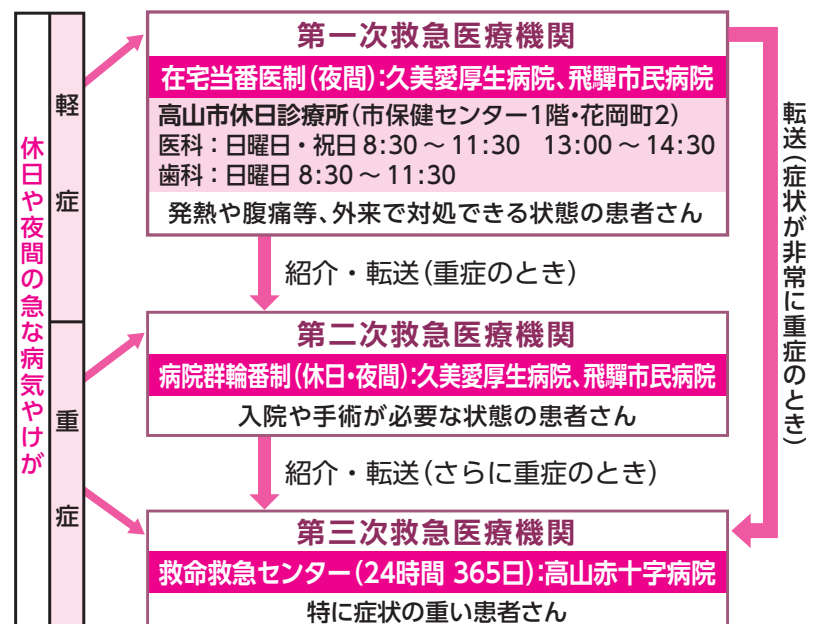 休日や夜間の急な病気やけが
軽症
重症
第一次救急医療機関
在宅当番医制(夜間):久美愛厚生病院、飛驒市民病院
高山市休日診療所(市保健センター1階・花岡町2)
医科:日曜日・祝日 8:30～11:30　13:00～14:30
歯科:日曜日 8:30～11:30
発熱や腹痛等、外来で対処できる状態の患者さん
紹介・転送(重症のとき)
第二次救急医療機関
病院群輪番制(休日・夜間):久美愛厚生病院、飛驒市民病院
入院や手術が必要な状態の患者さん
紹介・転送(さらに重症のとき)
第三次救急医療機関
救命救急センター(24時間 365日):高山赤十字病院
特に症状の重い患者さん
転送(症状が非常に重症のとき)